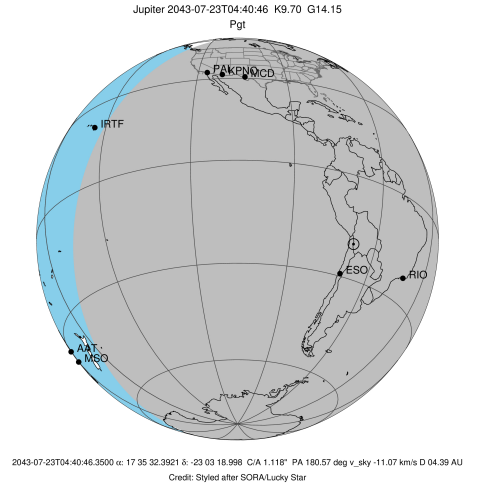 Jupiter 2043-07-23T04:40:46 K9.70 G14.15
Pgt
PAL
KPNO
MCD
IRTF
ESO
RIO
AAT
MSO
2043-07-23T04:40:46.3500 α: 17 35 32.3921 δ: -23 03 18.998 C/A 1.118" PA 180.57 deg v_sky -11.07 km/s D 04.39 AU
Credit: Styled after SORA/Lucky Star